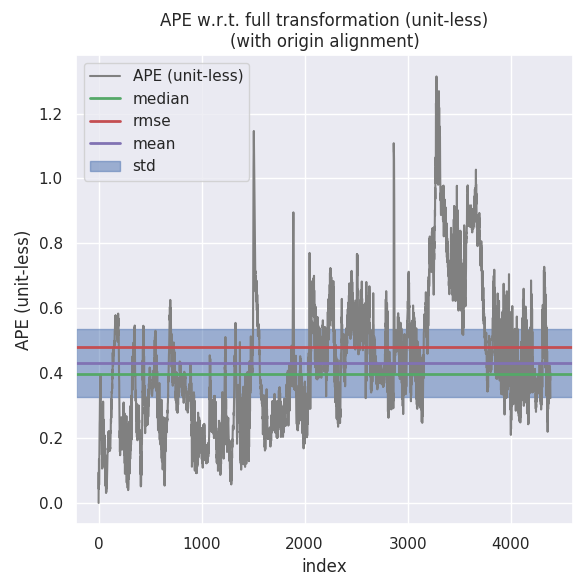 APE w.r.t. full transformation (unit-less)
(with origin alignment)
APE (unit-less)
median
rmse
mean
std
APE (unit-less)
1.2
1.0
0.8
0.6
0.4
0.2
0.0
0 1000 2000 3000 4000
index